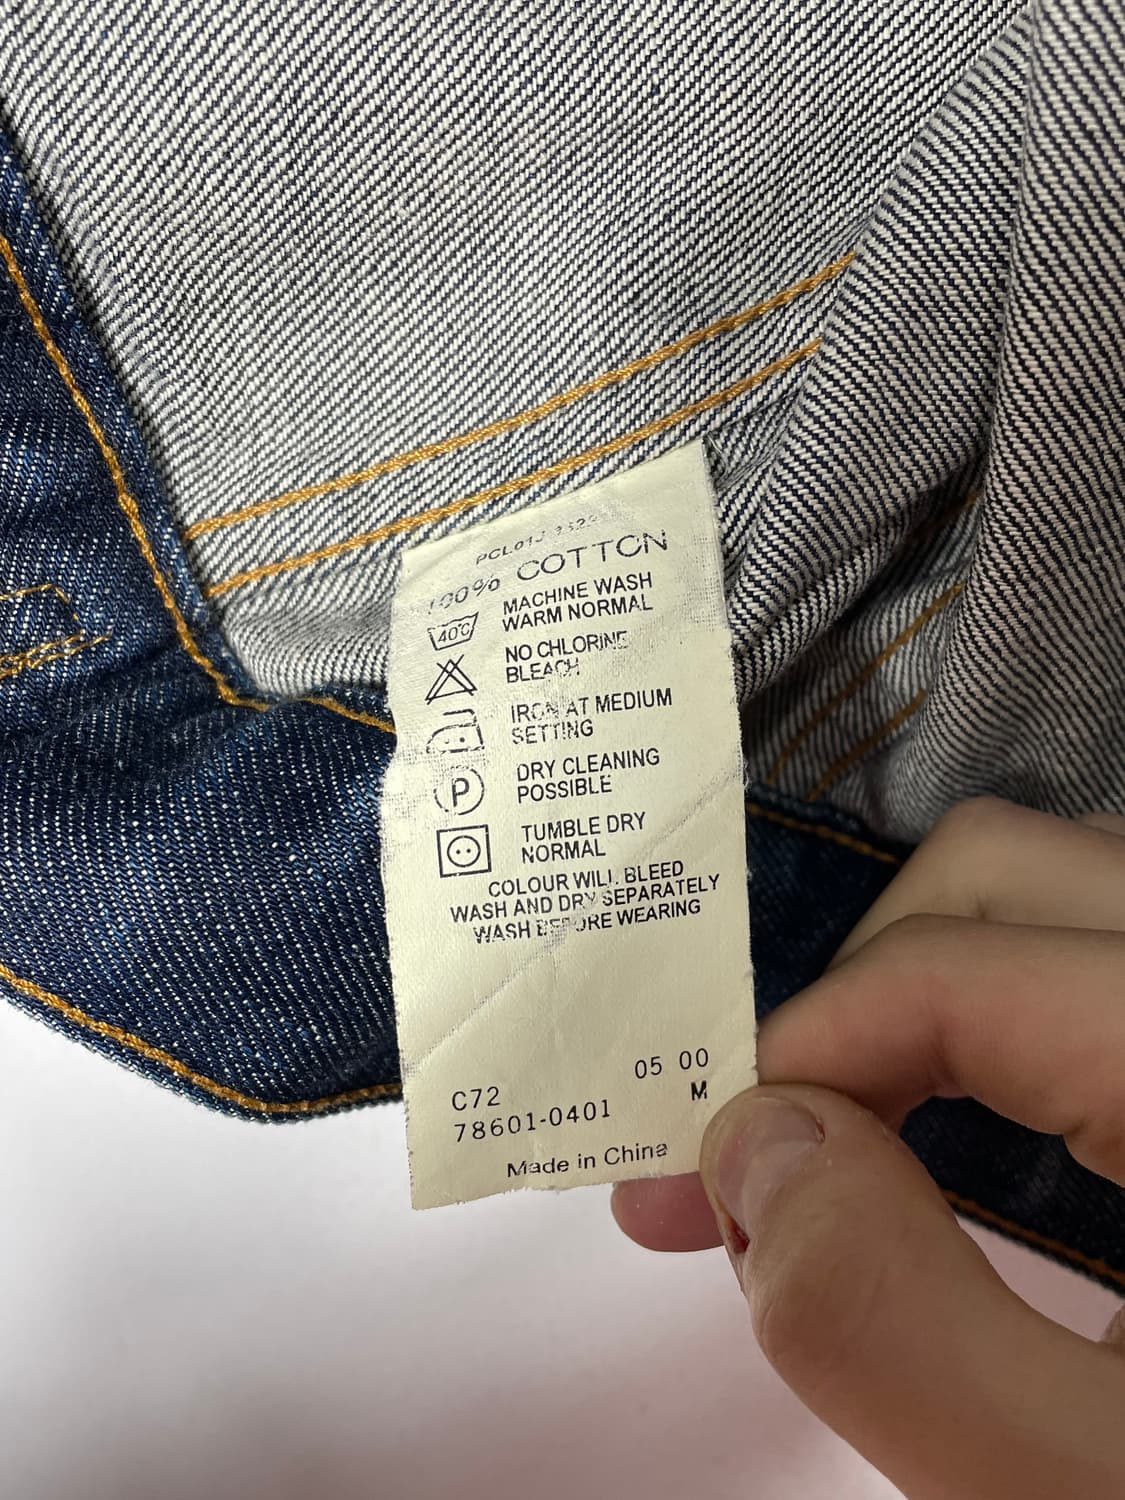 100% COTTON
40C
MACHINE WASH
WARM NORMAL
NO CHLORINE
BLEACH
IRON AT MEDIUM
SETTING
P
DRY CLEANING
POSSIBLE
TUMBLE DRY
NORMAL
COLOUR WILL BLEED
WASH AND DRY SEPARATELY
WASH BEFORE WEARING
05 00
C72
M
78601-0401
Made in China